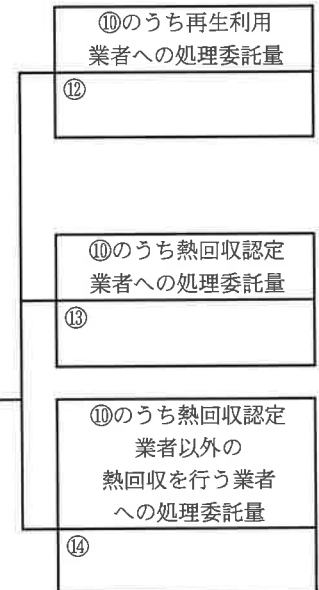 ⑩のうち再生利用
業者への処理委託量
⑫
⑩のうち熱回収認定
業者への処理委託量
⑬
⑩のうち熱回収認定
業者以外の
熱回収を行う業者
への処理委託量
⑭